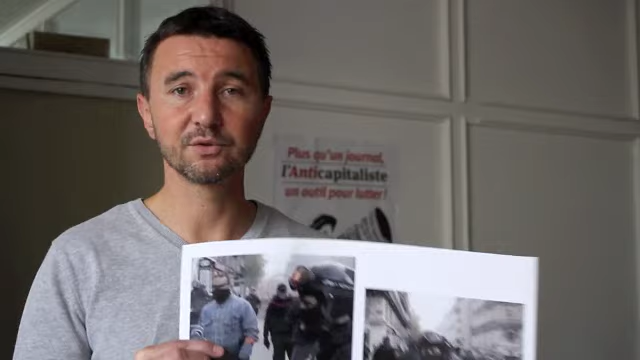 Plus qu'un journal,
l'Anticapitaliste
un outil pour lutter !